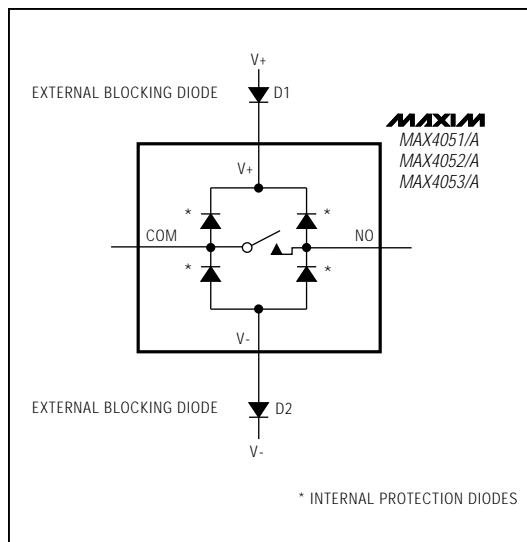 V+
EXTERNAL BLOCKING DIODE
D1
MAXIM
MAX4051/A
MAX4052/A
MAX4053/A
V+
* *
COM
NO
* *
V-
EXTERNAL BLOCKING DIODE
D2
V-
* INTERNAL PROTECTION DIODES